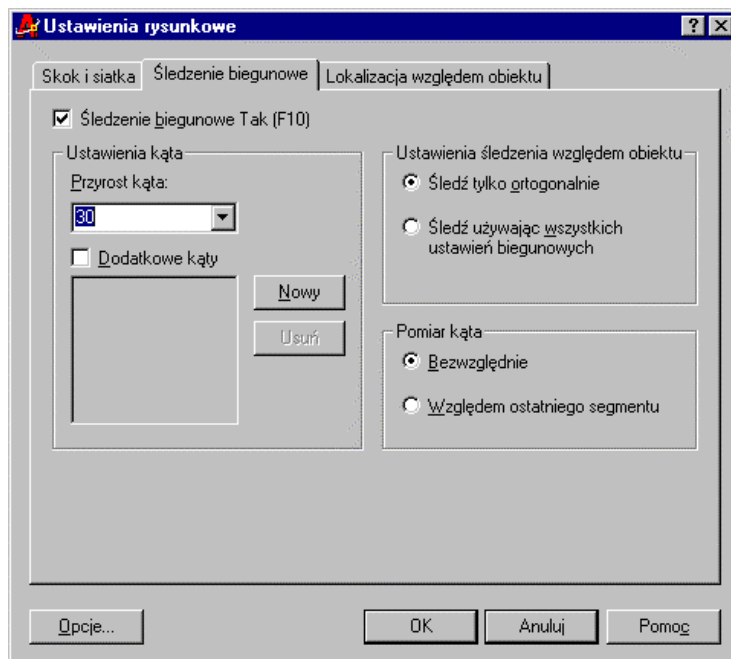 Ustawienia rysunkowe
Skok i siatka
Śledzenie biegunowe
Lokalizacja względem obiektu
Śledzenie biegunowe Tak (F10)
Ustawienia kąta
Przyrost kąta:
30
Dodatkowe kąty
Nowy
Usuń
Ustawienia śledzenia względem obiektu
Śledź tylko ortogonalnie
Śledź używając wszystkich
ustawień biegunowych
Pomiar kąta
Bezwzględnie
Względem ostatniego segmentu
Opcje...
OK
Anuluj
Pomoc